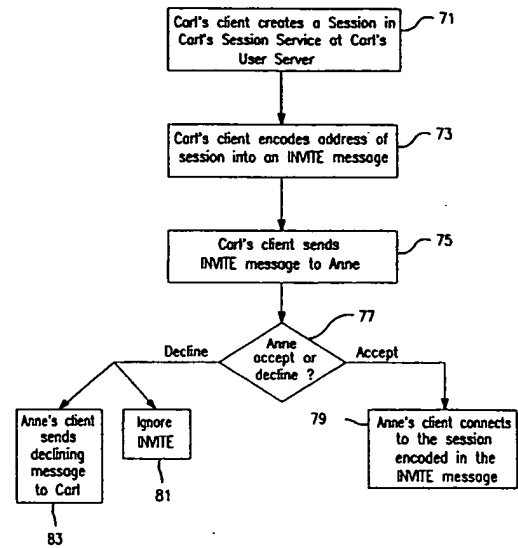 Carl's client creates a Session in
Carl's Session Service at Carl's
User Server
71
Carl's client encodes address of
session into an INVITE message
73
Carl's client sends
INVITE message to Anne
75
77
Anne
accept or
decline ?
Decline
Accept
Anne's client
sends
declining
message
to Carl
83
Ignore
INVITE
81
79
Anne's client connects
to the session
encoded in the
INVITE message